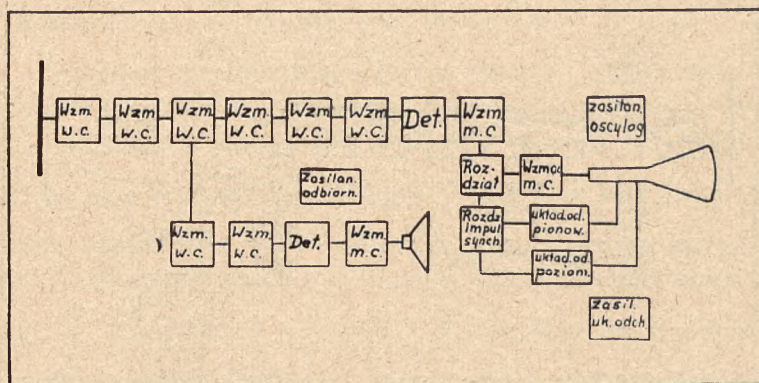 Wzm.
w.c.
Wzm
w.c.
Wzm.
w.c.
Wzm
w.c.
Wzm
w.c.
Wzm.
w.c.
Det.
Wzm
m.c
zasilan.
oscylog
Roz-
dział
Wzmac
m.c.
Zasilan.
odbiorn.
Rozdz
impul
synch.
układ.od.
pionow.
Wzm.
w.c.
Wzm.
w.c.
Det.
Wzm.
m.c.
układ.od
poziom.
Zasil.
uk.odch.